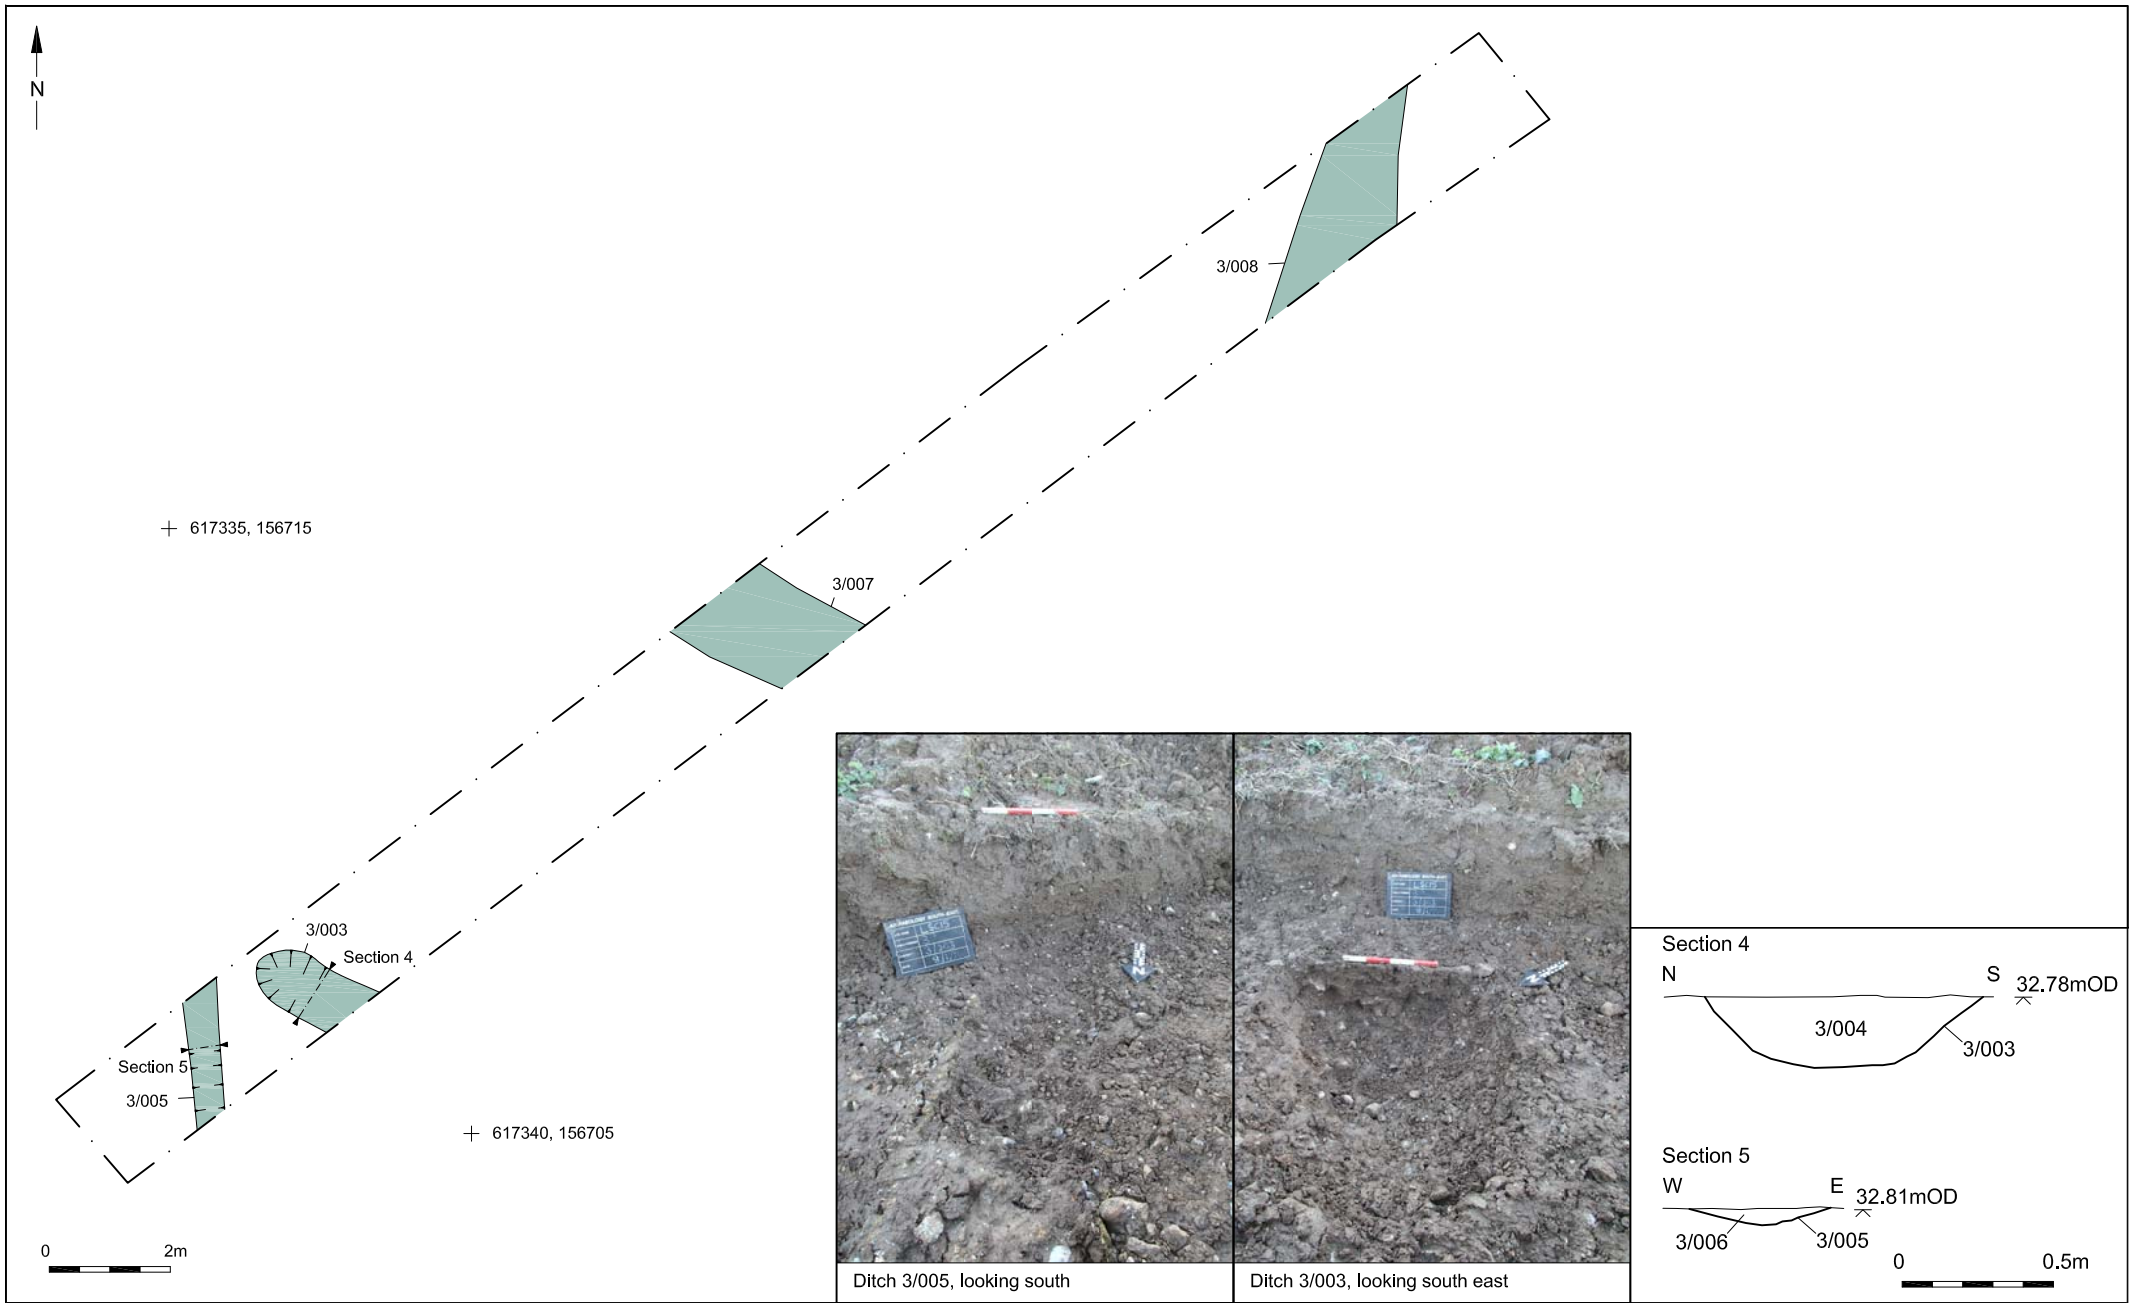 N
3/008
617335, 156715
3/007
3/003
Section 4
Section 5
3/005
617340, 156705
0 2m
Ditch 3/005, looking south
Ditch 3/003, looking south east
Section 4
N S 32.78mOD
3/004
3/003
Section 5
W E 32.81mOD
3/006 3/005
0 0.5m